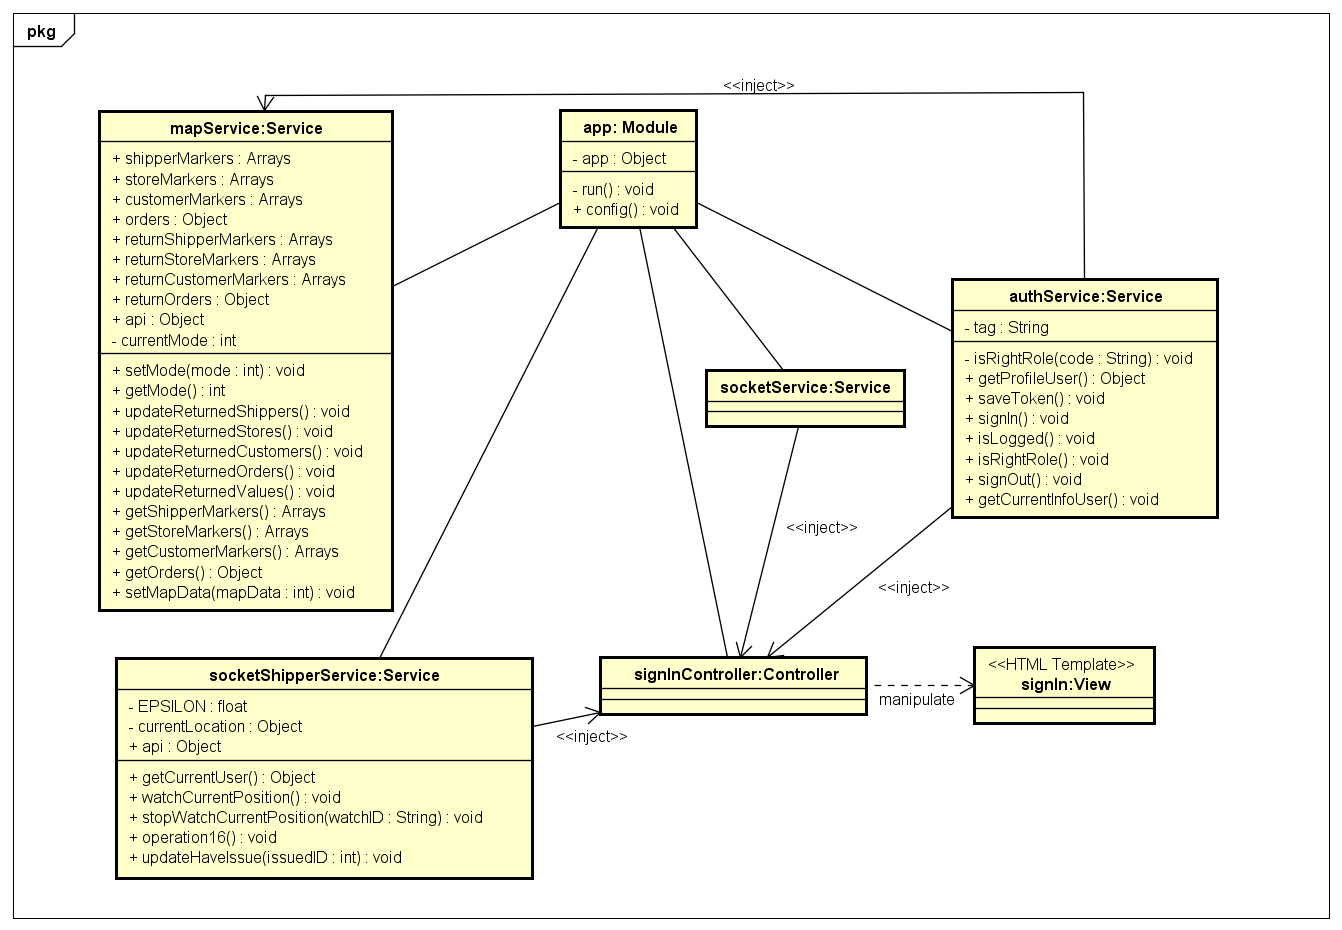 pkg
<<inject>>
mapService:Service
+ shipperMarkers : Arrays
+ storeMarkers : Arrays
+ customerMarkers : Arrays
+ orders : Object
+ returnShipperMarkers : Arrays
+ returnStoreMarkers : Arrays
+ returnCustomerMarkers : Arrays
+ returnOrders : Object
+ api : Object
- currentMode : int
+ setMode(mode : int) : void
+ getMode() : int
+ updateReturnedShippers() : void
+ updateReturnedStores() : void
+ updateReturnedCustomers() : void
+ updateReturnedOrders() : void
+ updateReturnedValues() : void
+ getShipperMarkers() : Arrays
+ getStoreMarkers() : Arrays
+ getCustomerMarkers() : Arrays
+ getOrders() : Object
+ setMapData(mapData : int) : void
app: Module
- app : Object
- run() : void
+ config() : void
authService:Service
- tag : String
- isRightRole(code : String) : void
+ getProfileUser() : Object
+ saveToken() : void
+ signIn() : void
+ isLogged() : void
+ isRightRole() : void
+ signOut() : void
+ getCurrentInfoUser() : void
socketService:Service
<<inject>>
<<inject>>
socketShipperService:Service
- EPSILON : float
- currentLocation : Object
+ api : Object
+ getCurrentUser() : Object
+ watchCurrentPosition() : void
+ stopWatchCurrentPosition(watchID : String) : void
+ operation16() : void
+ updateHaveIssue(issuedID : int) : void
<<inject>>
signInController:Controller
manipulate
<<HTML Template>>
signIn:View